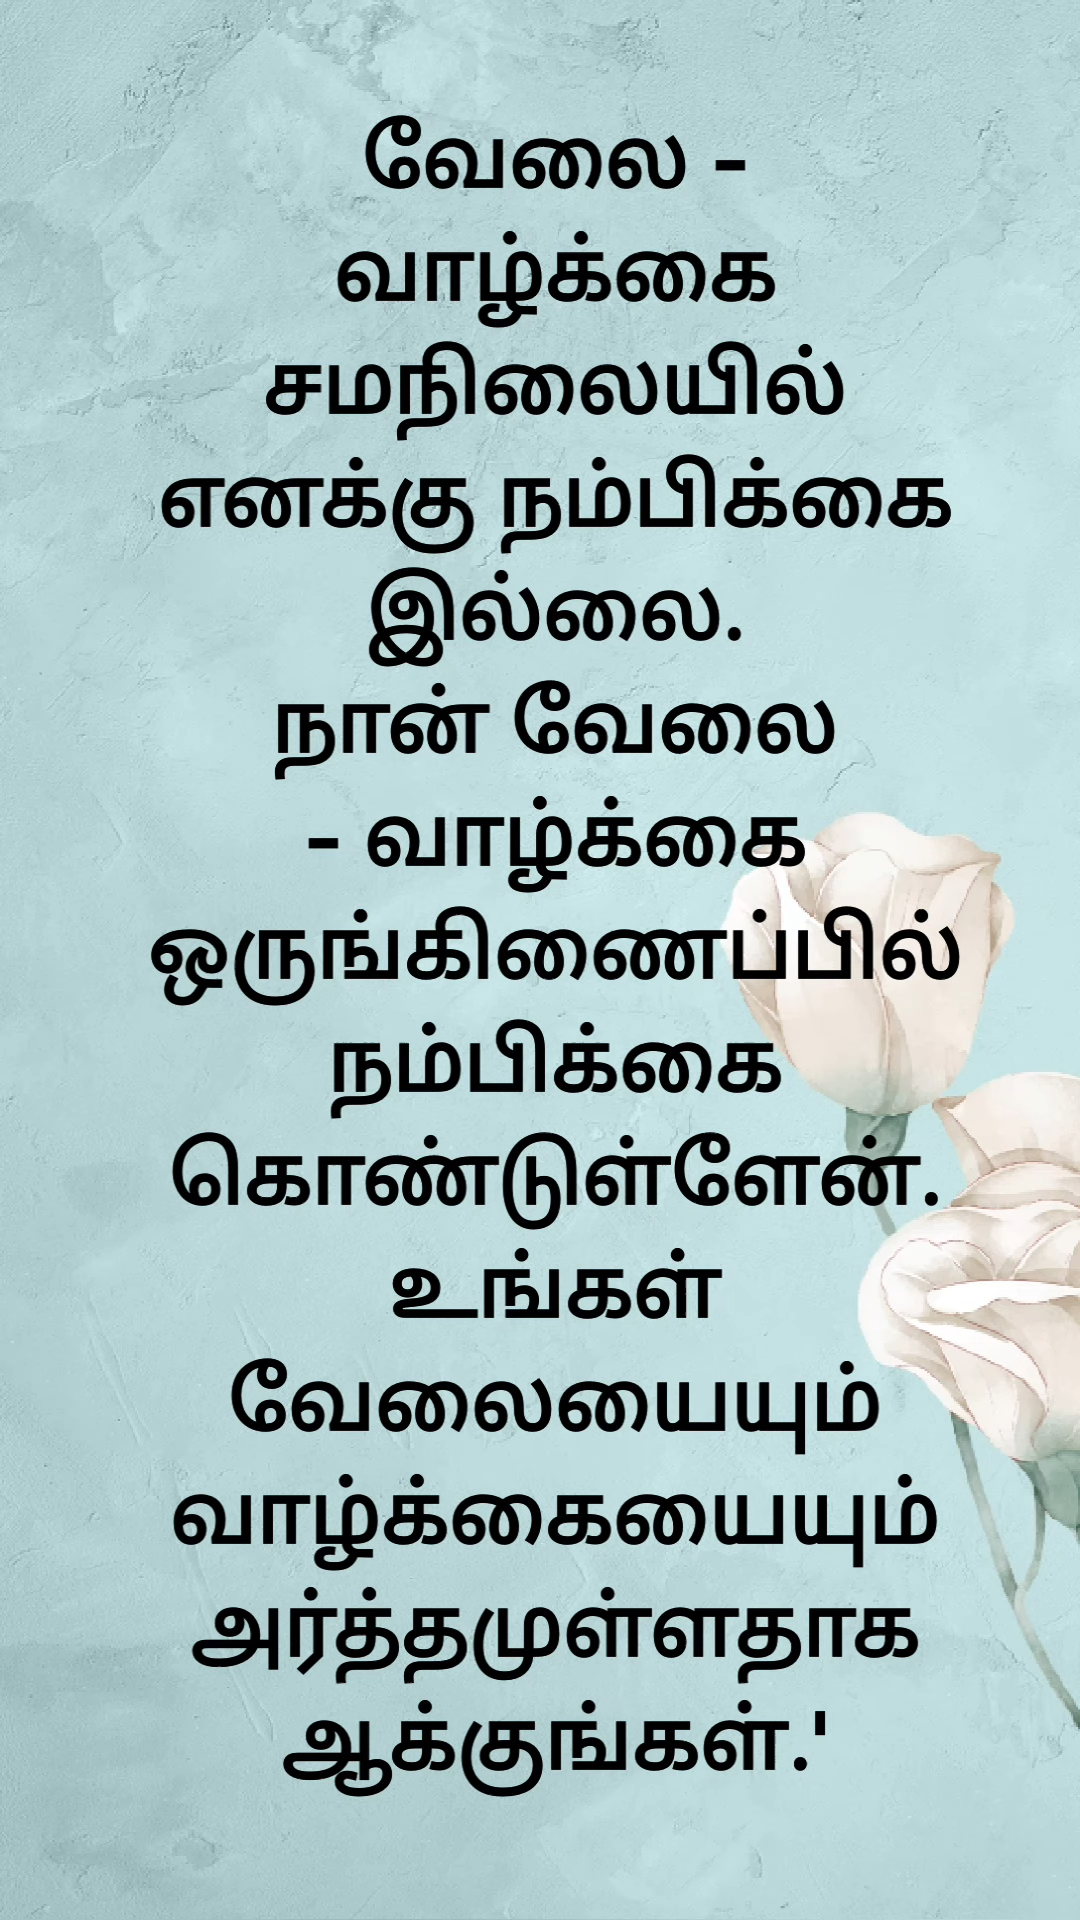 வேலை -
வாழ்க்கை
சமநிலையில்
எனக்கு நம்பிக்கை
இல்லை.
நான் வேலை
- வாழ்க்கை
ஒருங்கிணைப்பில்
நம்பிக்கை
கொண்டுள்ளேன்.
உங்கள்
வேலையையும்
வாழ்க்கையையும்
அர்த்தமுள்ளதாக
ஆக்குங்கள்.'